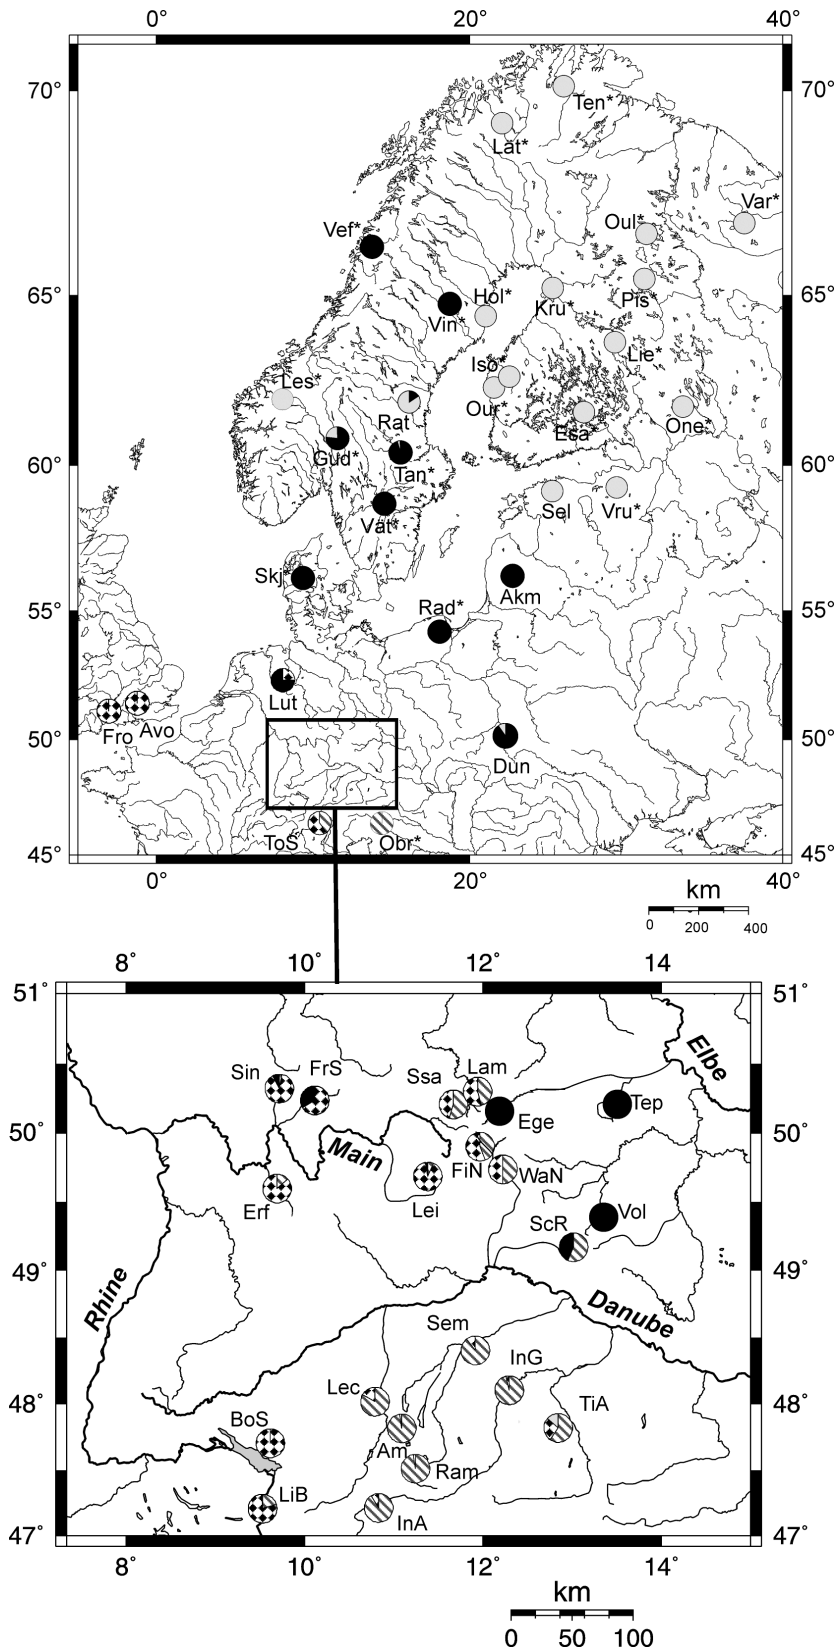 0° 20° 40°
70° 70°
Ten*
Lat*
Var*
Oul*
Vef*
65° 65°
Hol* Kru* Pis*
Vin*
Lie*
Iso*
Les*
Our*
Rat Esa* One*
Gud*
60° 60°
Tan*
Sel Vru*
Vat*
Skj*
Akm
55° Rad* 55°
Lut
Fro Avo
50° 50°
Dun
ToS Obr*
45° 45°
0° 20° 40°
km
0 200 400
8° 10° 12° 14°
51° 51°
Elbe
Sin FrS Ssa Lam
Tep
Ege
50° 50°
Main
FiN WaN
Erf Lei
Vol
ScR
49° 49°
Rhine
Danube
Sem
InG
Lec
TiA
48° 48°
BoS
Am
Ram
LiB
InA
47° 47°
8° 10° 12° 14°
km
0 50 100